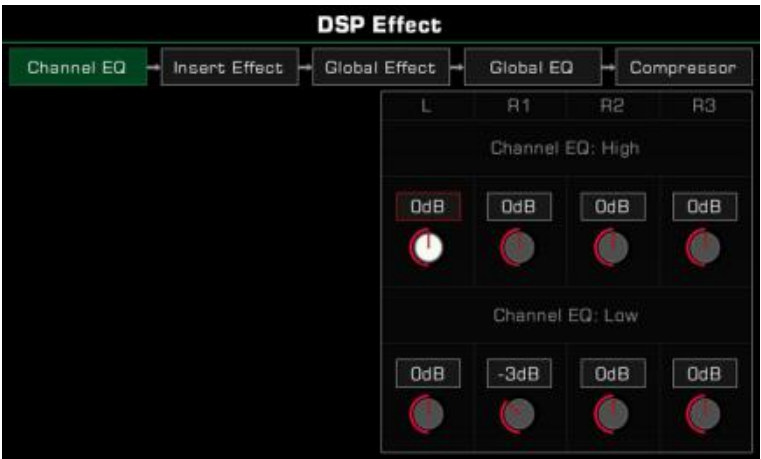 DSP Effect
Channel EQ Insert Effect Global Effect Global EQ Compressor
L R1 R2 R3
Channel EQ: High
0dB 0dB 0dB 0dB
Channel EQ: Low
0dB -3dB 0dB 0dB